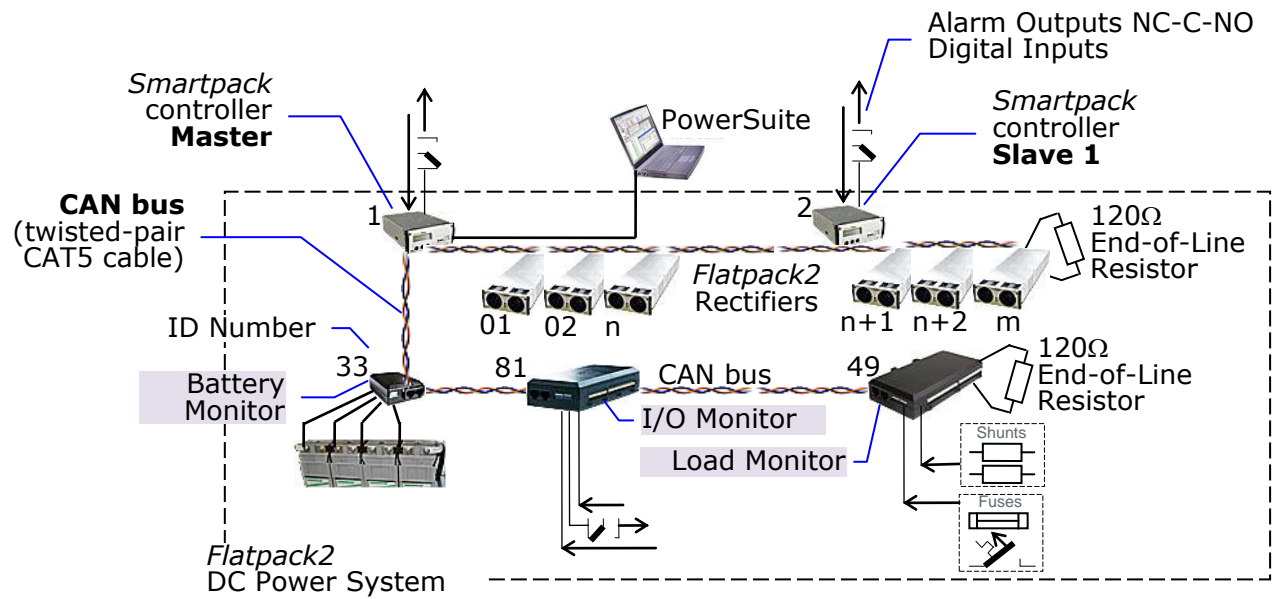 Alarm Outputs NC-C-NO
Digital Inputs
Smartpack
controller
Master
PowerSuite
Smartpack
controller
Slave 1
CAN bus
(twisted-pair
CAT5 cable)
1
2
120Ω
End-of-Line
Resistor
Flatpack2
Rectifiers
01
02
n
n+1
n+2
m
ID Number
33
81
CAN bus
49
120Ω
End-of-Line
Resistor
Battery
Monitor
I/O Monitor
Load Monitor
Shunts
Fuses
Flatpack2
DC Power System